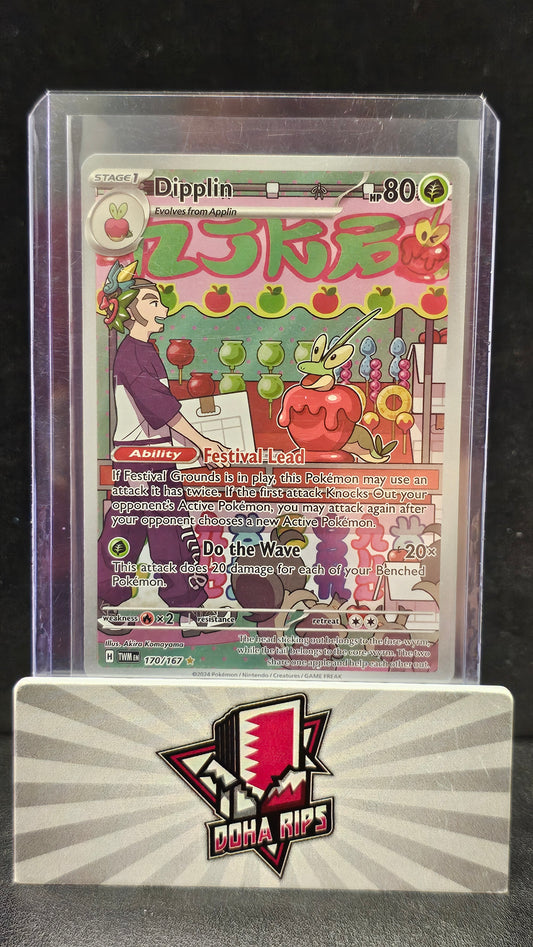 STAGE 1
Dipplin
HP 80
Evolves from Applin
Ability Festival Lead
If Festival Grounds is in play, this Pokémon may use an
attack it has twice. If the first attack Knocks Out your
opponent's Active Pokémon, you may attack again after
your opponent chooses a new Active Pokémon.
Do the Wave 20×
This attack does 20 damage for each of your Benched
Pokémon.
weakness ×2 resistance retreat
Illus. Akira Komayama
H TWM EN 170/167
The head sticking out belongs to the fore-wyrm,
while the tail belongs to the core-wyrm. The two
share one apple and help each other out.
©2024 Pokémon / Nintendo / Creatures / GAME FREAK
DOHA RIPS